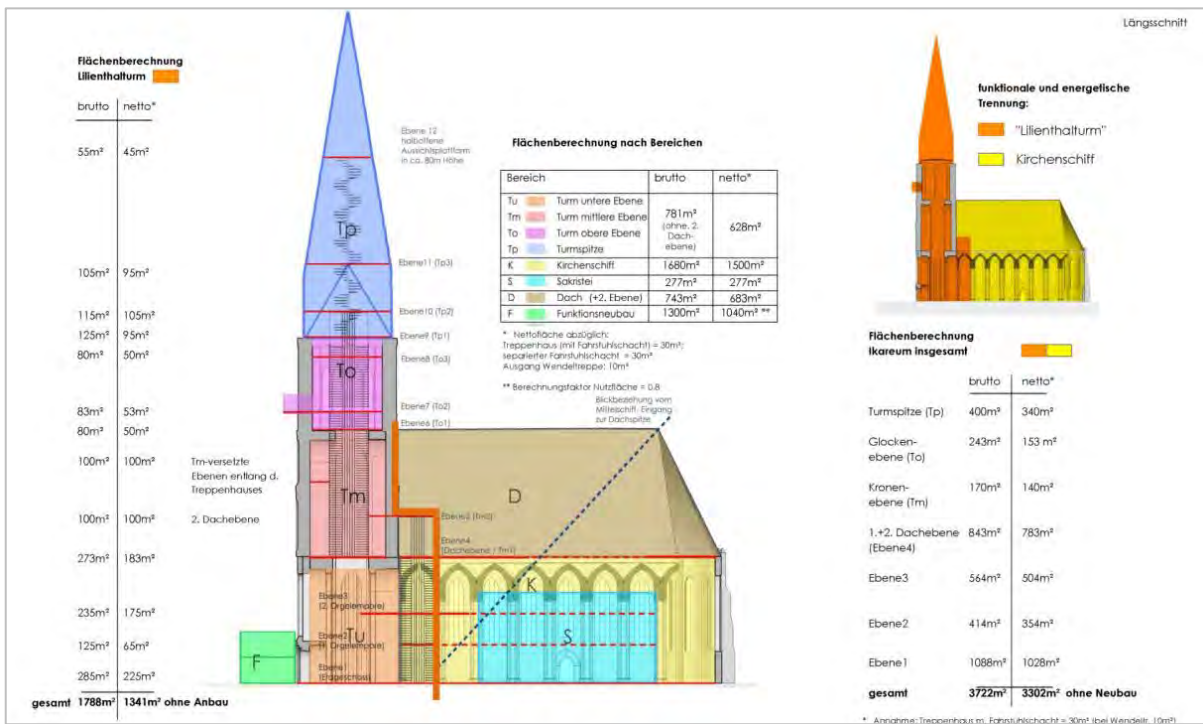 Längsschnitt
Flächenberechnung
Lilienthalturm
brutto netto*
55m² 45m²
105m² 95m²
115m² 105m²
125m² 95m²
80m² 50m²
83m² 53m²
80m² 50m²
100m² 100m²
100m² 100m²
273m² 183m²
235m² 175m²
125m² 65m²
285m² 225m²
gesamt 1788m² 1341m² ohne Anbau
Tm-versetzte
Ebenen entlang d.
Treppenhauses
2. Dachebene
Ebene 12
halboffene
Aussichtsplattform
in ca. 80m Höhe
Tp
Ebene11 (Tp3)
Ebene10 (Tp2)
Ebene9 (Tp1)
Ebene8 (To3)
To
Ebene7 (To2)
Ebene6 (To1)
Tm
D
Ebene4
(Dachebene / Tm1)
Ebene3
(2. Orgelempore)
K
Tu
Ebene2
(1. Orgelempore)
S
F
Ebene1
(Erdgeschoss)
Flächenberechnung nach Bereichen
Bereich brutto netto*
Tu Turm untere Ebene
Tm Turm mittlere Ebene
To Turm obere Ebene
Tp Turmspitze
781m²
(ohne. 2.
Dach-
ebene)
628m²
K Kirchenschiff 1680m² 1500m²
S Sakristei 277m² 277m²
D Dach (+2. Ebene) 743m² 683m²
F Funktionsneubau 1300m² 1040m² **
* Nettofläche abzüglich:
Treppenhaus (mit Fahrstuhlschacht) = 30m²;
separierter Fahrstuhlschacht = 30m²
Ausgang Wendeltreppe: 10m²
** Berechnungsfaktor Nutzfläche = 0.8
Blickbeziehung vom
Mittelschiff- Eingang
zur Dachspitze
funktionale und energetische
Trennung:
"Lilienthalturm"
Kirchenschiff
Flächenberechnung
Ikareum insgesamt
brutto netto*
Turmspitze (Tp) 400m² 340m²
Glocken-
ebene (To) 243m² 153 m²
Kronen-
ebene (Tm) 170m² 140m²
1.+2. Dachebene
(Ebene4) 843m² 783m²
Ebene3 564m² 504m²
Ebene2 414m² 354m²
Ebene1 1088m² 1028m²
gesamt 3722m² 3302m² ohne Neubau
* Annahme: Treppenhaus m. Fahrstuhlschacht = 30m² (bei Wendeltr. 10m²)